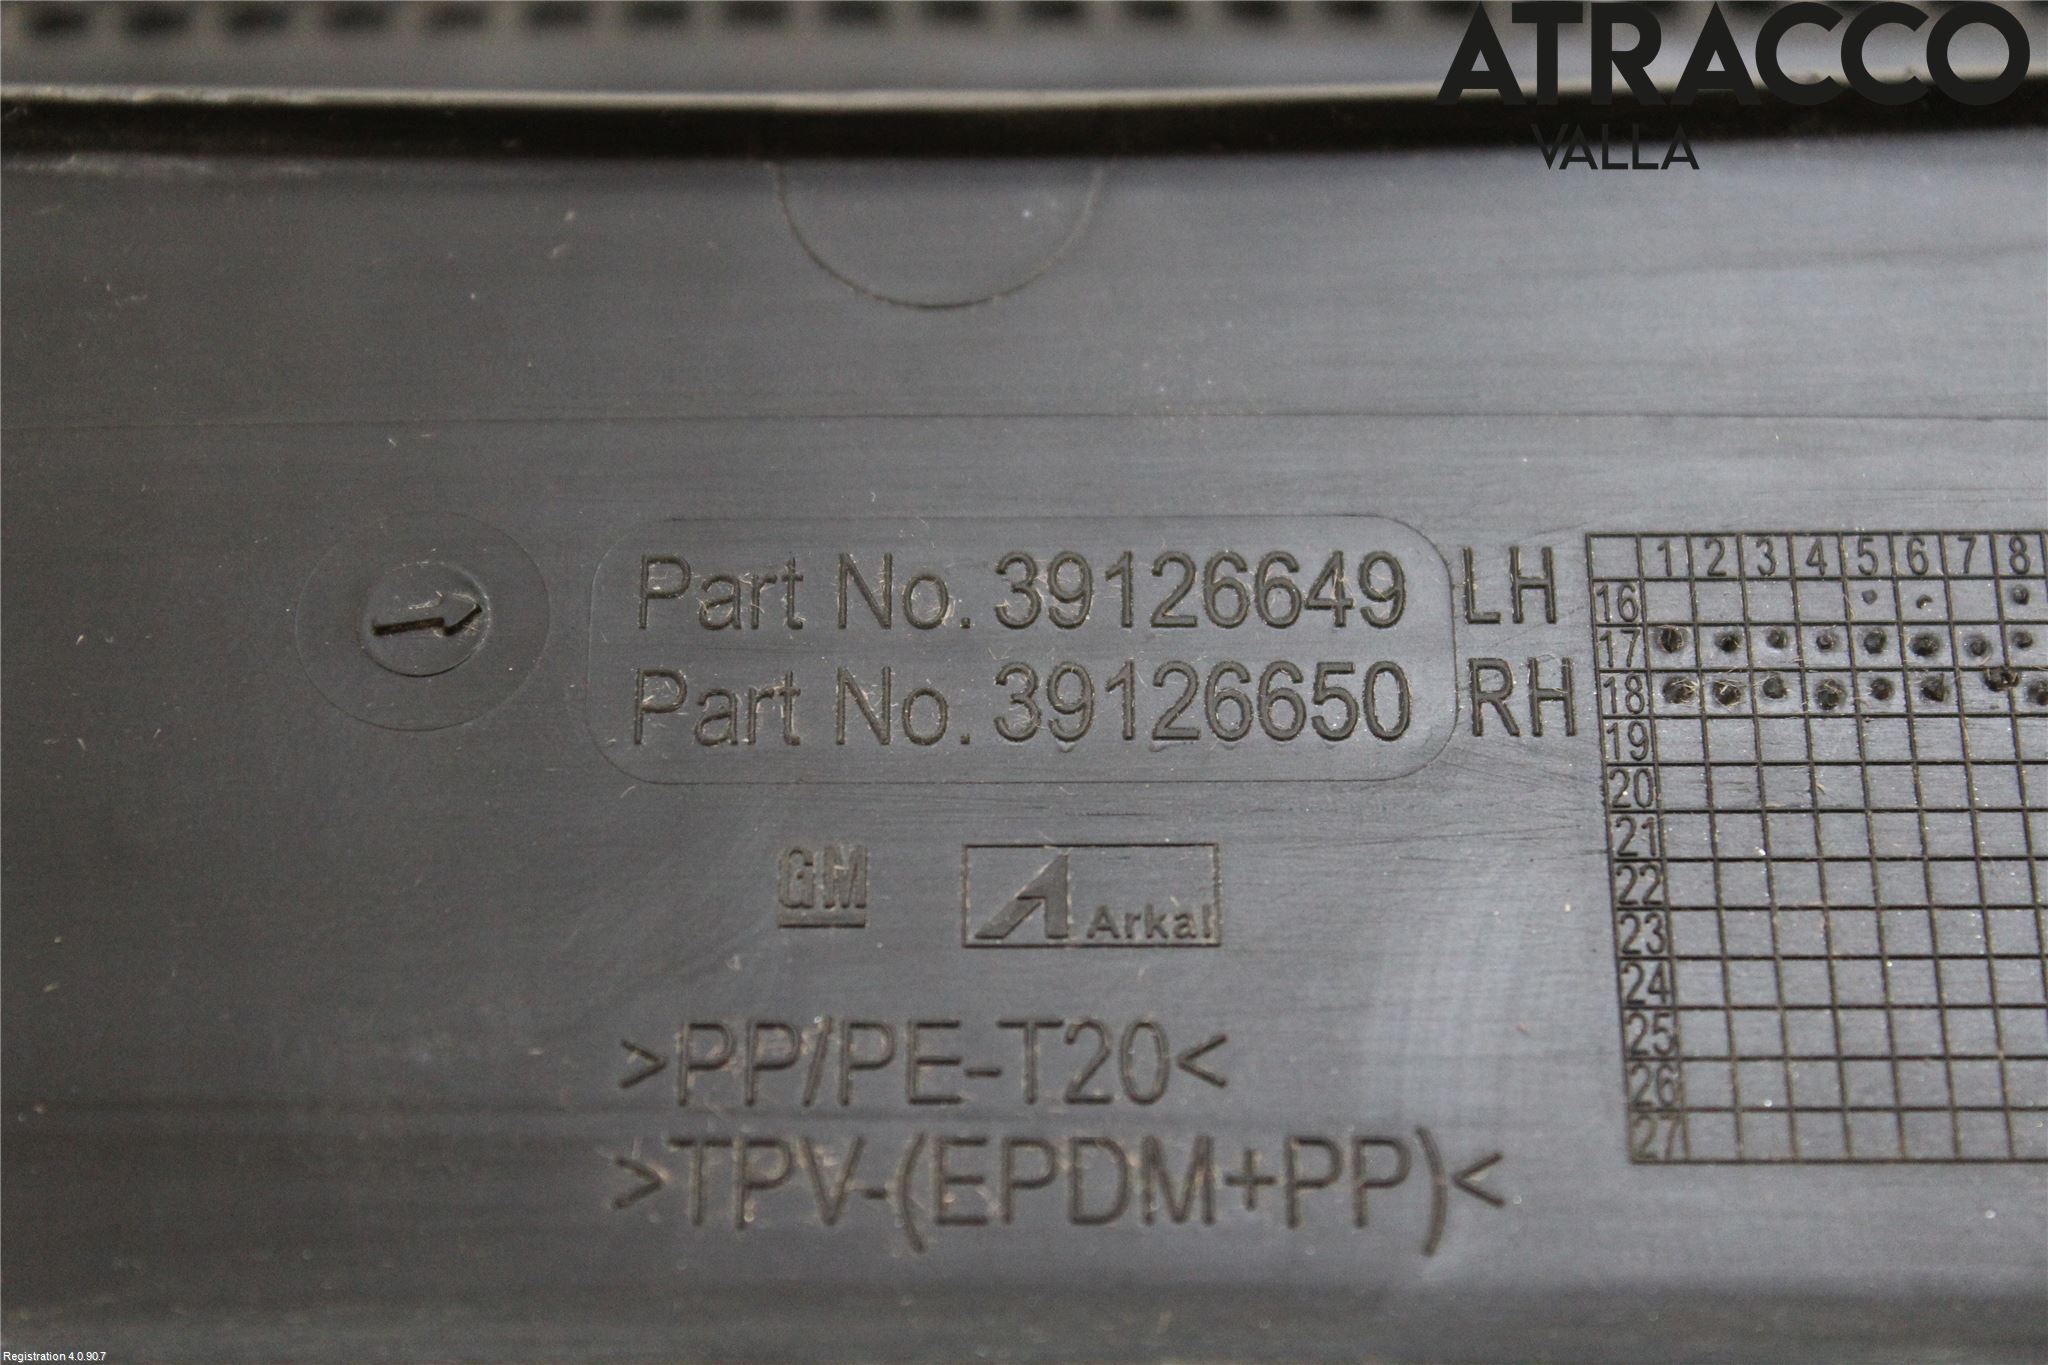 ATRACCO
VALLA
Part No. 39126649 LH
Part No. 39126650 RH
GM
Arkal
>PP/PE-T20<
>TPV-(EPDM+PP)<
1 2 3 4 5 6 7 8
16
17
18
19
20
21
22
23
24
25
26
27
Registration 4.0.90.7